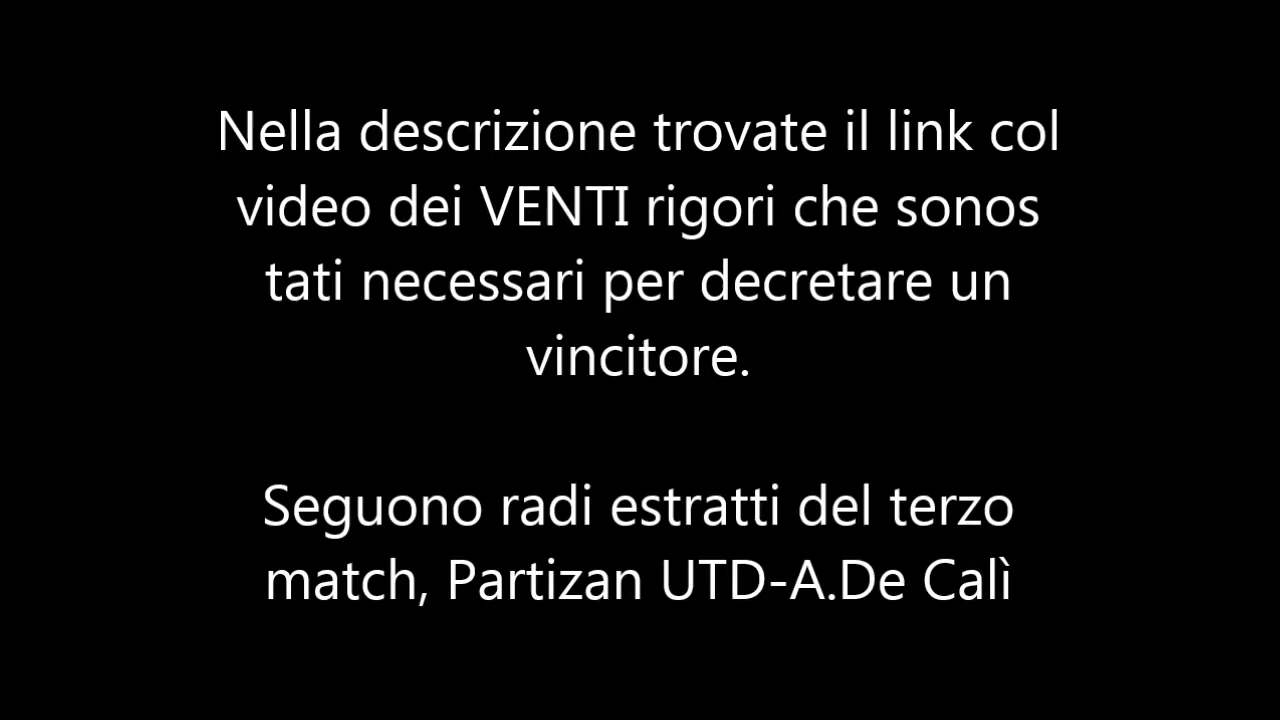 Nella descrizione trovate il link col
video dei VENTI rigori che sonos
tati necessari per decretare un
vincitore.
Seguono radi estratti del terzo
match, Partizan UTD-A.De Calì